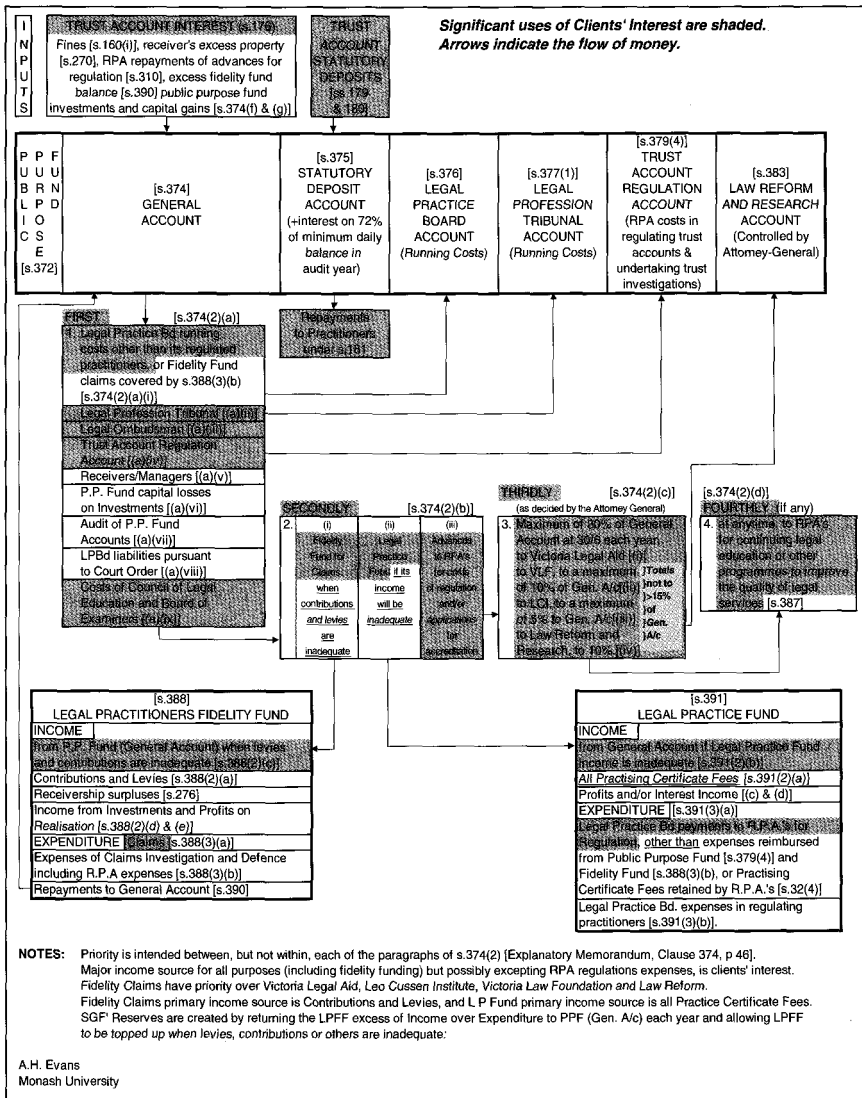 Significant uses of Clients' Interest are shaded.
Arrows indicate the flow of money.
INPUTS
TRUST ACCOUNT INTEREST (s.176)
Fines [s.160(i)], receiver's excess property
[s.270], RPA repayments of advances for
regulation [s.310], excess fidelity fund
balance [s.390] public purpose fund
investments and capital gains [s.374(f) & (g)]
TRUST
ACCOUNT
STATUTORY
DEPOSITS
[ss 179
& 180]
PUBLIC
PURPOSE
FUND
[s.372]
[s.374]
GENERAL
ACCOUNT
[s.375]
STATUTORY
DEPOSIT
ACCOUNT
(+interest on 72%
of minimum daily
balance in
audit year)
[s.376]
LEGAL
PRACTICE
BOARD
ACCOUNT
(Running Costs)
[s.377(1)]
LEGAL
PROFESSION
TRIBUNAL
ACCOUNT
(Running Costs)
[s.379(4)]
TRUST
ACCOUNT
REGULATION
ACCOUNT
(RPA costs in
regulating trust
accounts &
undertaking trust
investigations)
[s.383]
LAW REFORM
AND RESEARCH
ACCOUNT
(Controlled by
Attorney-General)
FIRST [s.374(2)(a)]
1. Legal Practice Bd running
costs other than its regulated
practitioners, or Fidelity Fund
claims covered by s.388(3)(b)
[s.374(2)(a)(i)]
Legal Profession Tribunal [(a)(ii)]
Legal Ombudsman [(a)(iii)]
Trust Account Regulation
Account [(a)(iv)]
Receivers/Managers [(a)(v)]
P.P. Fund capital losses
on Investments [(a)(vi)]
Audit of P.P. Fund
Accounts [(a)(vii)]
LPBd liabilities pursuant
to Court Order [(a)(viii)]
Costs of Council of Legal
Education and Board of
Examiners [(a)(ix)]
Repayments
to Practitioners
under s.181
SECONDLY [s.374(2)(b)]
2. (i)
Fidelity
Fund for
Claims
when
contributions
and levies
are
inadequate
(ii)
Legal
Practice
Fund if its
income
will be
inadequate
(iii)
Advances
to RPA's
for costs
of regulation
and/or
applications
for
accreditation
THIRDLY [s.374(2)(c)]
(as decided by the Attorney General)
3. Maximum of 20% of General
Account at 30/6 each year,
to Victoria Legal Aid [(i)]
to VLF, to a maximum
of 10% of Gen. A/c[(ii)]
to LCI, to a maximum
of 5% to Gen. A/c[(iii)]
to Law Reform and
Research, to 10% [(iv)]
}Totals
}not to
}>15%
}of
}Gen.
}A/c
[s.374(2)(d)]
FOURTHLY (if any)
4. at anytime, to RPA's
for continuing legal
education of other
programmes to improve
the quality of legal
services [s.387]
[s.388]
LEGAL PRACTITIONERS FIDELITY FUND
INCOME
from P.P. Fund (General Account) when levies
and contributions are inadequate [s.388(2)(c)]
Contributions and Levies [s.388(2)(a)]
Receivership surpluses [s.276}
Income from Investments and Profits on
Realisation [s.388(2)(d) & (e)]
EXPENDITURE Claims [s.388(3)(a)]
Expenses of Claims Investigation and Defence
including R.P.A expenses [s.388(3)(b)]
Repayments to General Account [s.390]
[s.391]
LEGAL PRACTICE FUND
INCOME
from General Account if Legal Practice Fund
Income is inadequate [s.391(2)(b)]
All Practising Certificate Fees [s.391(2)(a)]
Profits and/or Interest Income [(c) & (d)]
EXPENDITURE [s.391(3)(a)]
Legal Practice Bd payments to R.P.A.'s for
Regulation, other than expenses reimbursed
from Public Purpose Fund [s.379(4)] and
Fidelity Fund [s.388(3)(b), or Practising
Certificate Fees retained by R.P.A.'s [s.32(4)]
Legal Practice Bd. expenses in regulating
practitioners [s.391(3)(b)].
NOTES: Priority is intended between, but not within, each of the paragraphs of s.374(2) [Explanatory Memorandum, Clause 374, p 46].
Major income source for all purposes (including fidelity funding) but possibly excepting RPA regulations expenses, is clients' interest.
Fidelity Claims have priority over Victoria Legal Aid, Leo Cussen Institute, Victoria Law Foundation and Law Reform.
Fidelity Claims primary income source is Contributions and Levies, and L P Fund primary income source is all Practice Certificate Fees.
SGF' Reserves are created by returning the LPFF excess of Income over Expenditure to PPF (Gen. A/c) each year and allowing LPFF
to be topped up when levies, contributions or others are inadequate:
A.H. Evans
Monash University